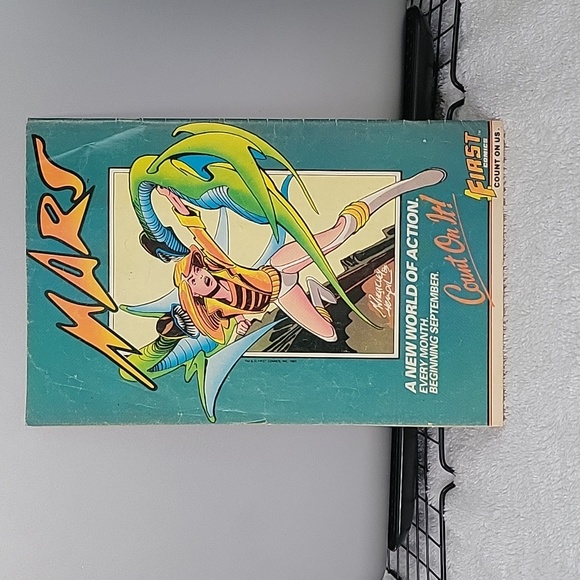 MARS
A NEW WORLD OF ACTION.
EVERY MONTH.
BEGINNING SEPTEMBER.
Count On It!
FIRST
COMICS
COUNT ON US